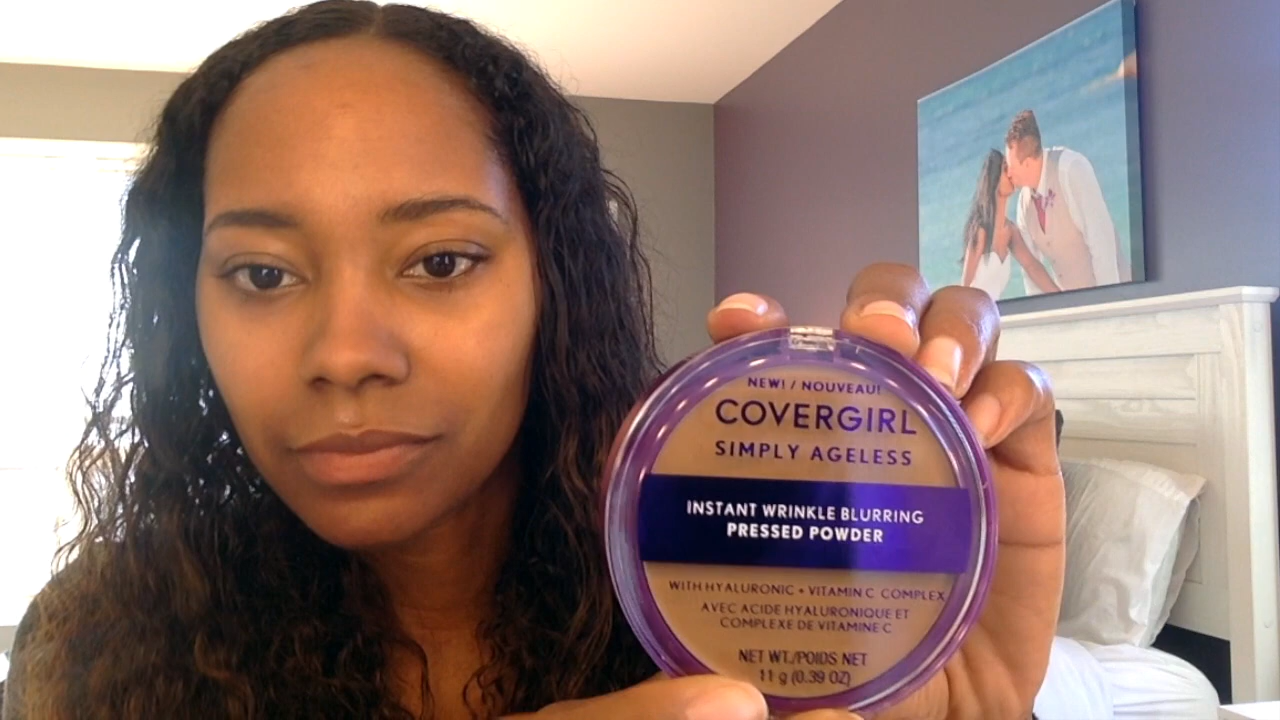 NEW! / NOUVEAU!
COVERGIRL
SIMPLY AGELESS
INSTANT WRINKLE BLURRING
PRESSED POWDER
WITH HYALURONIC + VITAMIN C COMPLEX
AVEC ACIDE HYALURONIQUE ET
COMPLEXE DE VITAMINE C
NET WT./POIDS NET
11 g (0.39 OZ)